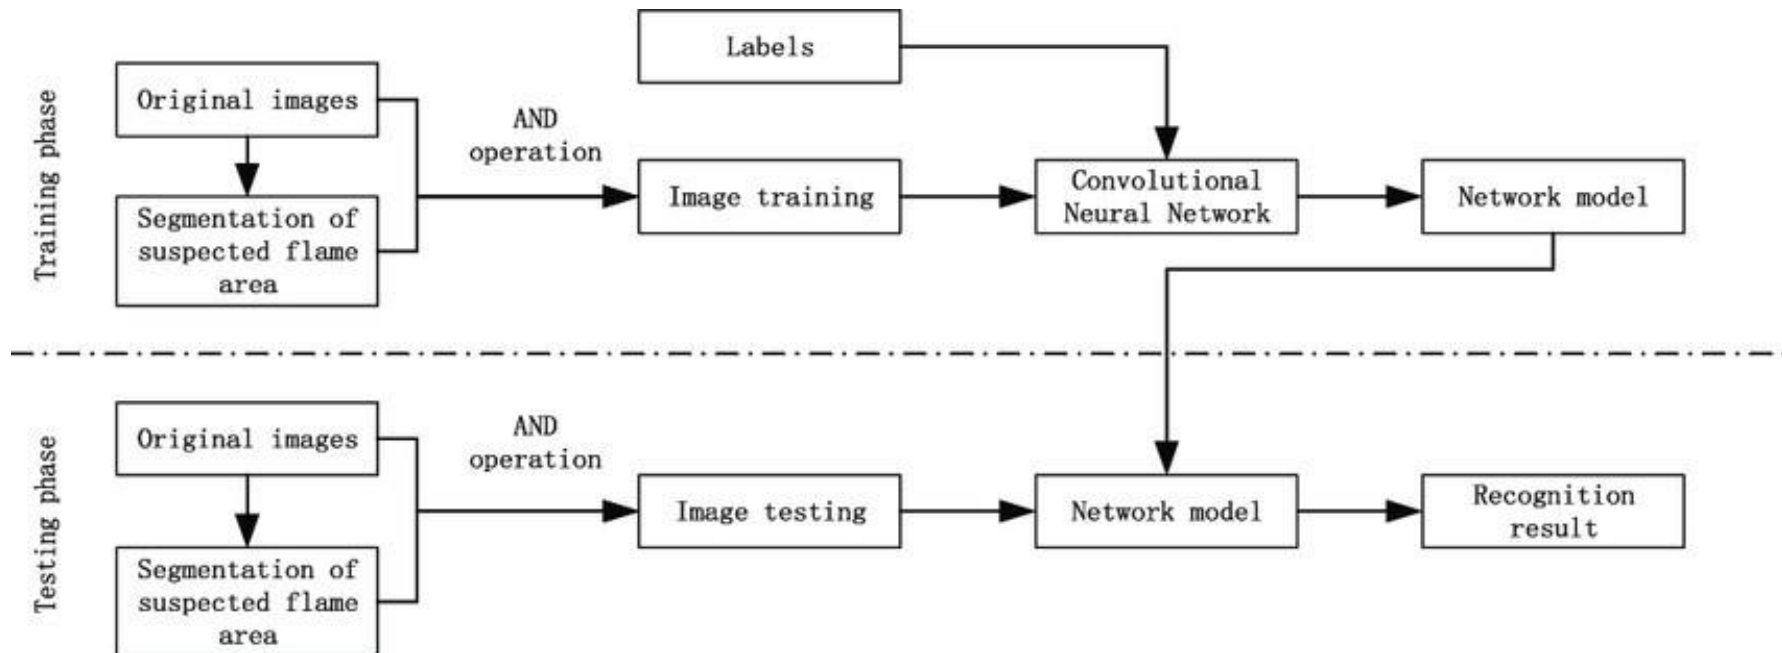 Training phase
Labels
Original images
AND
operation
Segmentation of
suspected flame
area
Image training
Convolutional
Neural Network
Network model
Testing phase
Original images
AND
operation
Segmentation of
suspected flame
area
Image testing
Network model
Recognition
result